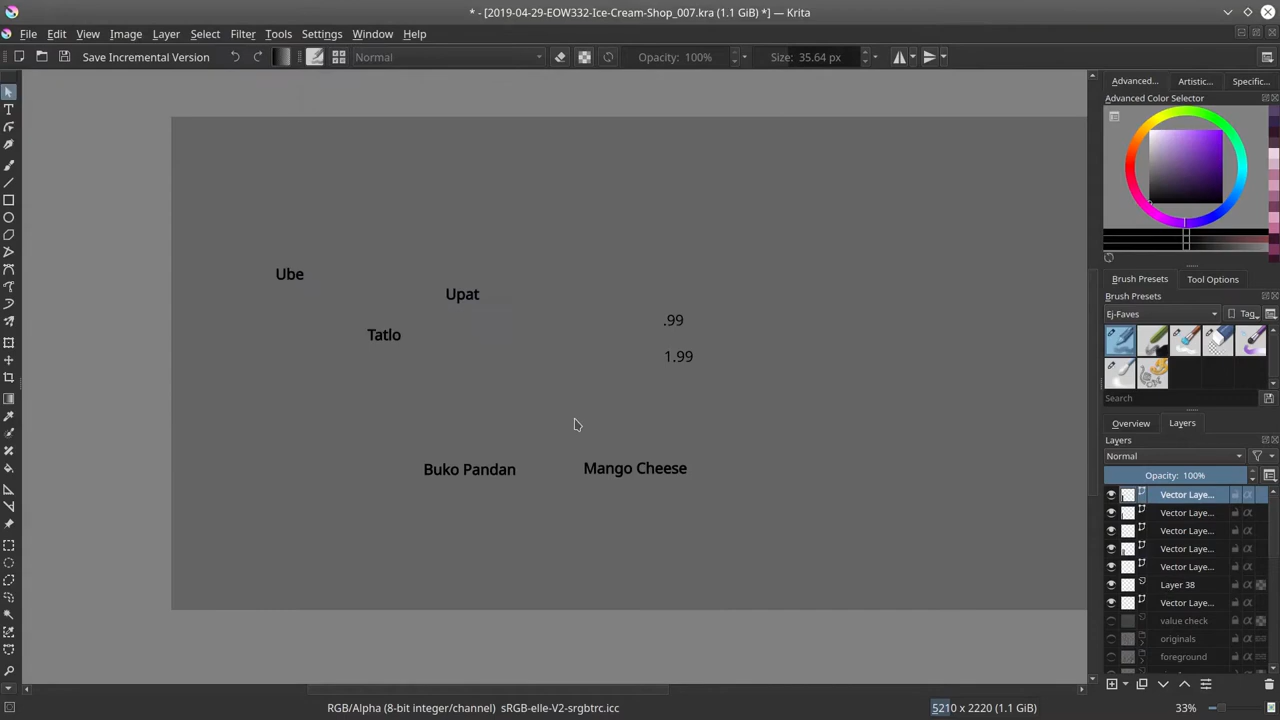 * - [2019-04-29-EOW332-Ice-Cream-Shop_007.kra (1.1 GiB) *] — Krita
File Edit View Image Layer Select Filter Tools Settings Window Help
Save Incremental Version Normal Opacity: 100% Size: 35.64 px
Advanced... Artistic... Specific...
Advanced Color Selector
Ube
Upat
Tatlo
.99
1.99
Buko Pandan
Mango Cheese
Brush Presets Tool Options
Brush Presets
Ej-Faves Tag
Search
Overview Layers
Layers
Normal
Opacity: 100%
Vector Laye...
Vector Laye...
Vector Laye...
Vector Laye...
Vector Laye...
Layer 38
Vector Laye...
value check
originals
foreground
RGB/Alpha (8-bit integer/channel) sRGB-elle-V2-srgbtrc.icc 5210 x 2220 (1.1 GiB) 33%